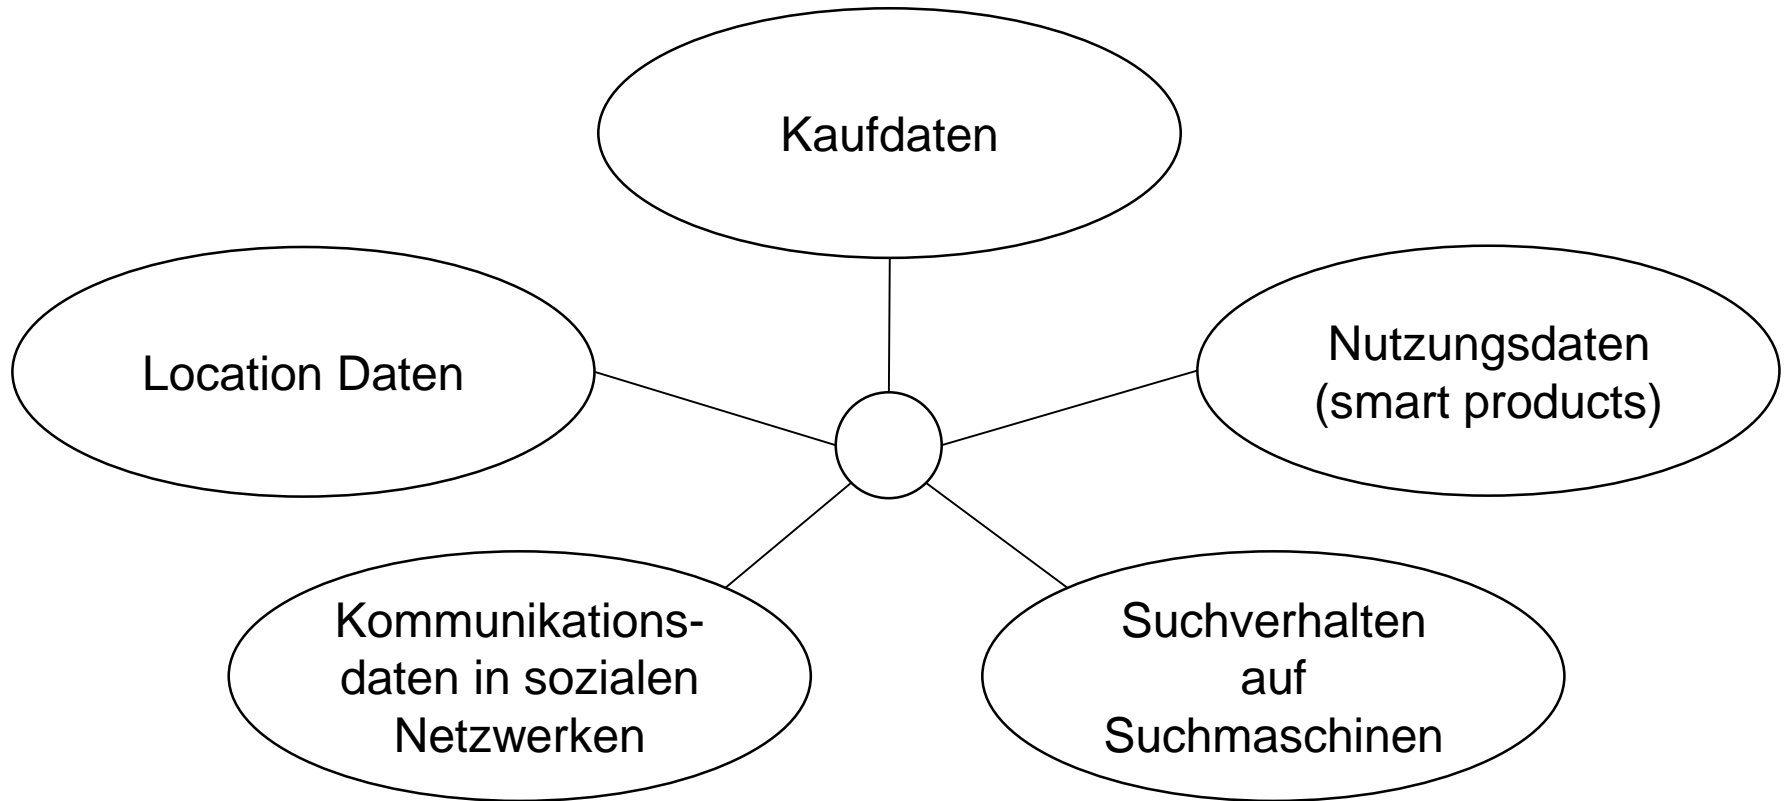 Kaufdaten
Location Daten
Nutzungsdaten
(smart products)
Kommunikations-
daten in sozialen
Netzwerken
Suchverhalten
auf
Suchmaschinen